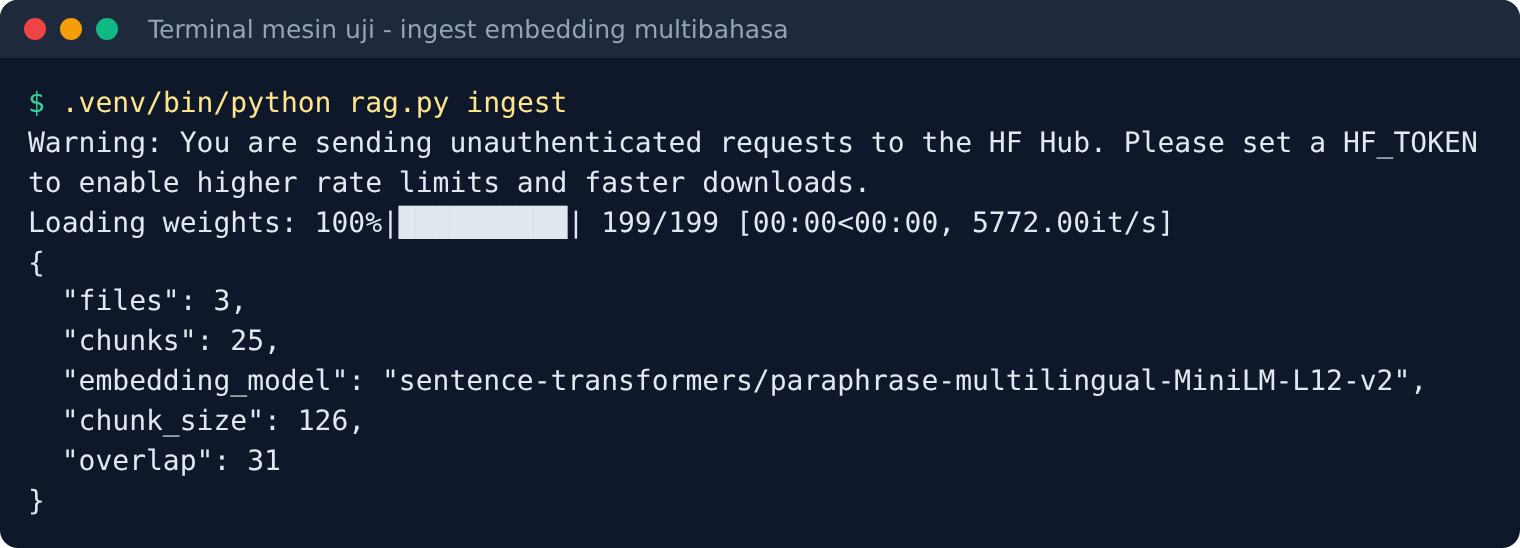 Terminal mesin uji - ingest embedding multibahasa
$ .venv/bin/python rag.py ingest
Warning: You are sending unauthenticated requests to the HF Hub. Please set a HF_TOKEN
to enable higher rate limits and faster downloads.
Loading weights: 100%|██████████| 199/199 [00:00<00:00, 5772.00it/s]
{
  "files": 3,
  "chunks": 25,
  "embedding_model": "sentence-transformers/paraphrase-multilingual-MiniLM-L12-v2",
  "chunk_size": 126,
  "overlap": 31
}